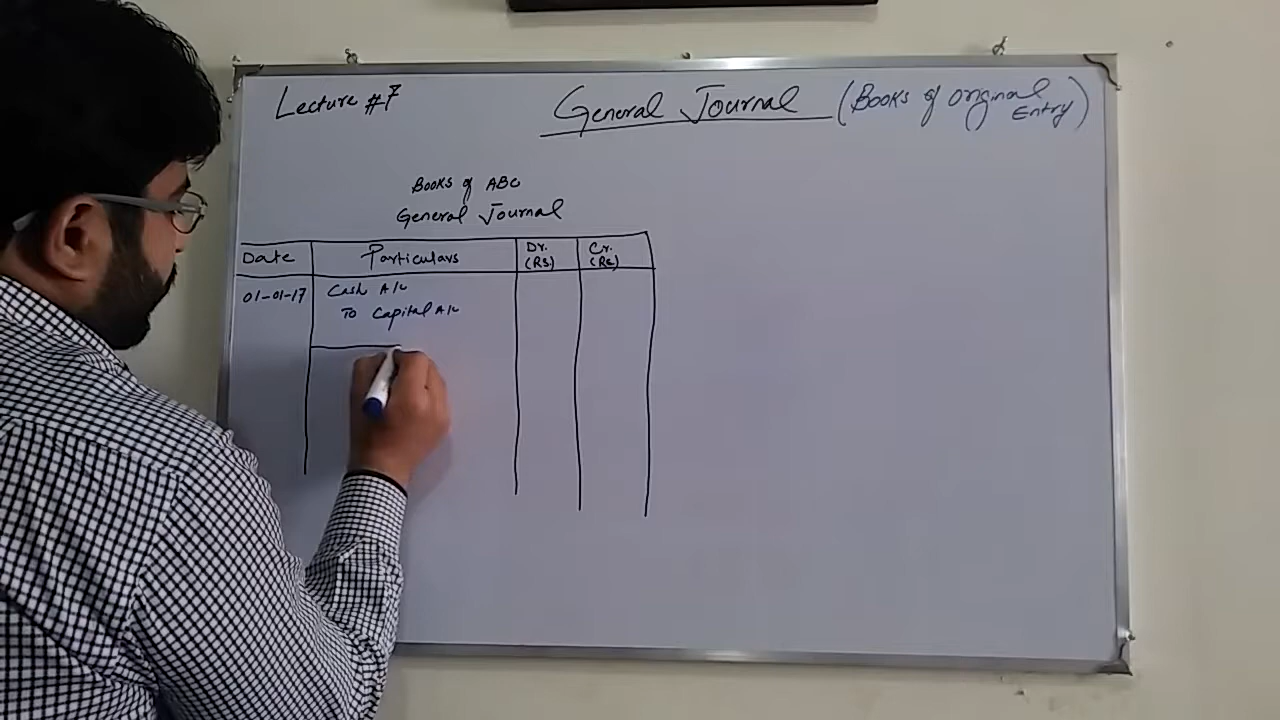 Lecture #7
General Journal (Books of Original
Entry)
Books of ABC
General Journal
Date Particulars Dr. (Rs) Cr. (Rs)
01-01-17 Cash A/c
To Capital A/c